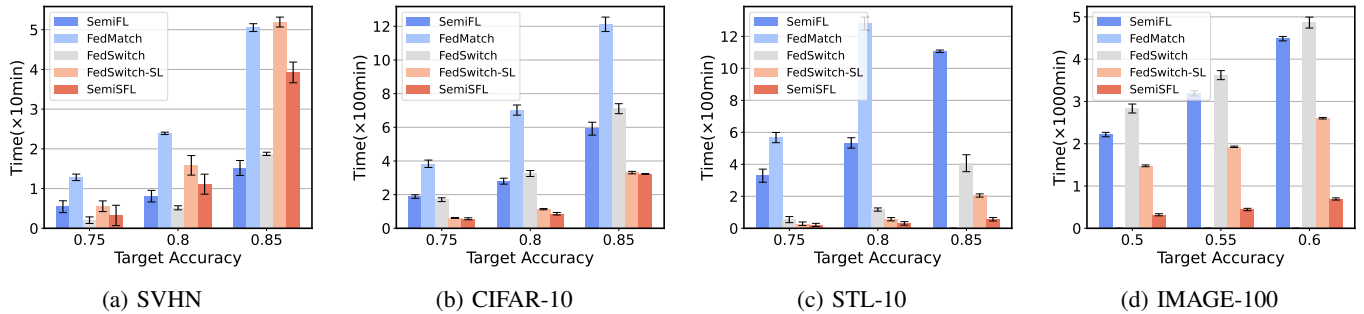 SemiFL
FedMatch
FedSwitch
FedSwitch-SL
SemiSFL
Time(×10min)
5
4
3
2
1
0
0.75 0.8 0.85
Target Accuracy
(a) SVHN
SemiFL
FedMatch
FedSwitch
FedSwitch-SL
SemiSFL
Time(×100min)
12
10
8
6
4
2
0
0.75 0.8 0.85
Target Accuracy
(b) CIFAR-10
SemiFL
FedMatch
FedSwitch
FedSwitch-SL
SemiSFL
Time(×100min)
12
10
8
6
4
2
0
0.75 0.8 0.85
Target Accuracy
(c) STL-10
SemiFL
FedMatch
FedSwitch
FedSwitch-SL
SemiSFL
Time(×1000min)
5
4
3
2
1
0
0.5 0.55 0.6
Target Accuracy
(d) IMAGE-100